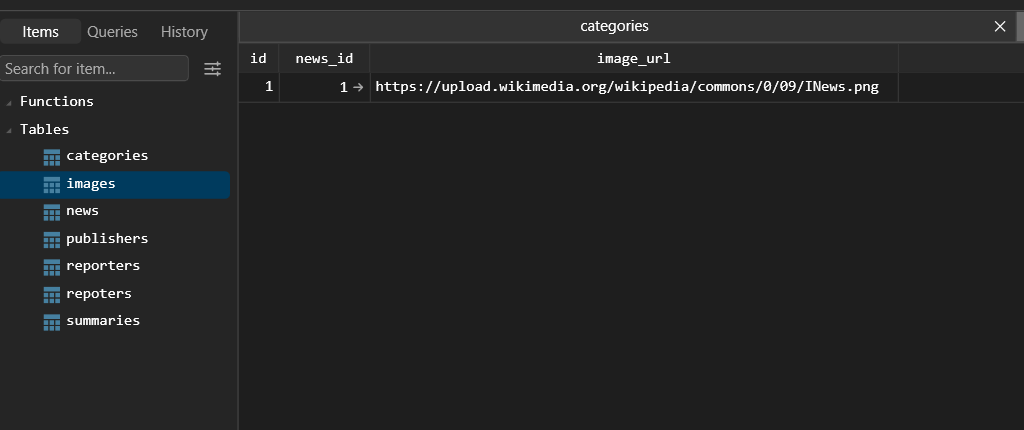 Items Queries History
Search for item...
Functions
Tables
categories
images
news
publishers
reporters
repoters
summaries
categories
id news_id image_url
1 1 → https://upload.wikimedia.org/wikipedia/commons/0/09/INews.png